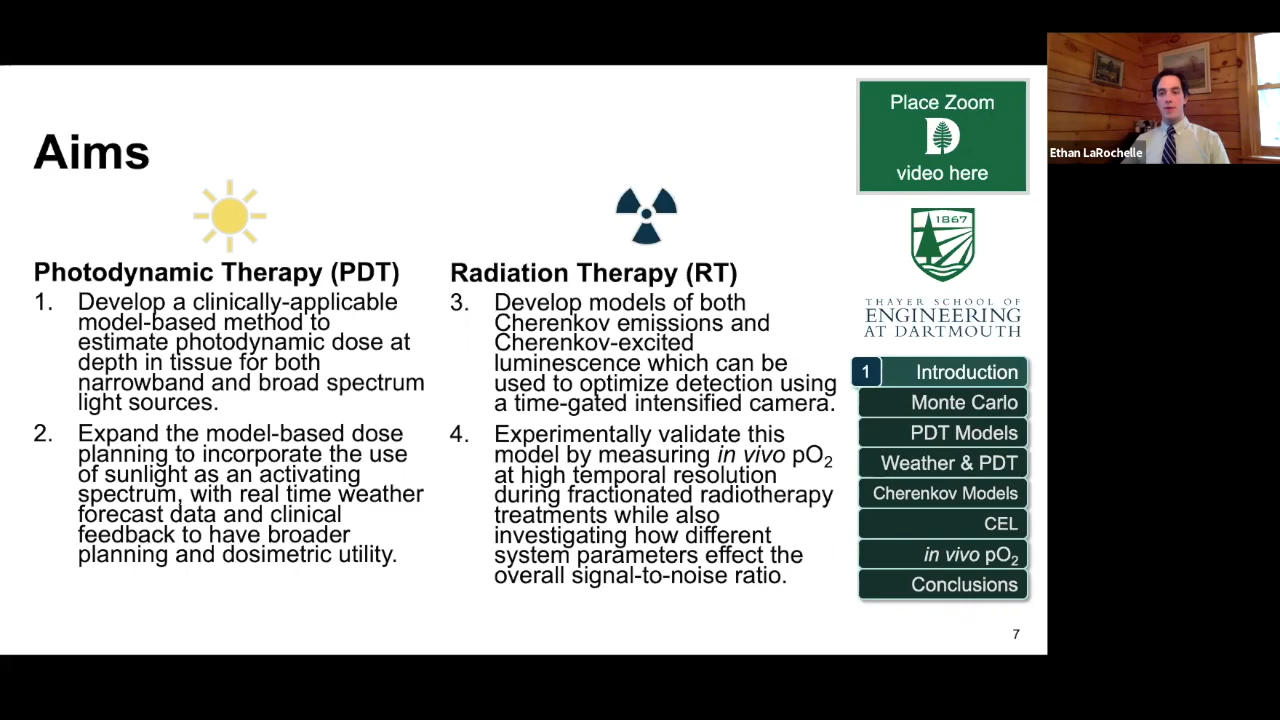 Aims
Photodynamic Therapy (PDT)
1. Develop a clinically-applicable
model-based method to
estimate photodynamic dose at
depth in tissue for both
narrowband and broad spectrum
light sources.
2. Expand the model-based dose
planning to incorporate the use
of sunlight as an activating
spectrum, with real time weather
forecast data and clinical
feedback to have broader
planning and dosimetric utility.
Radiation Therapy (RT)
3. Develop models of both
Cherenkov emissions and
Cherenkov-excited
luminescence which can be
used to optimize detection using
a time-gated intensified camera.
4. Experimentally validate this
model by measuring in vivo pO₂
at high temporal resolution
during fractionated radiotherapy
treatments while also
investigating how different
system parameters effect the
overall signal-to-noise ratio.
Place Zoom
D
video here
1867
THAYER SCHOOL OF
ENGINEERING
AT DARTMOUTH
1 Introduction
Monte Carlo
PDT Models
Weather & PDT
Cherenkov Models
CEL
in vivo pO₂
Conclusions
7
Ethan LaRochelle